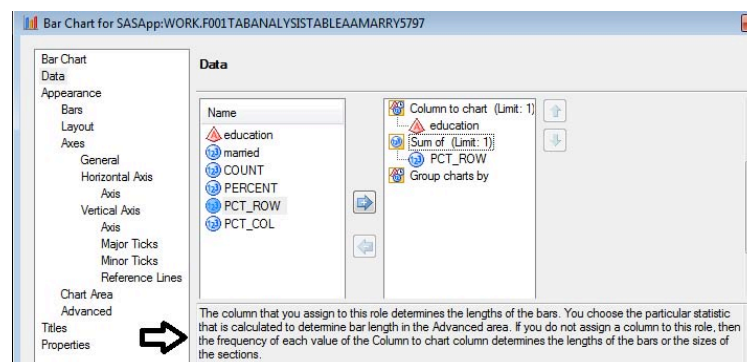 Bar Chart for SASApp:WORK.F001TABANALYSISTABLEAAMARRY5797
Bar Chart
Data
Appearance
Bars
Layout
Axes
General
Horizontal Axis
Axis
Vertical Axis
Axis
Major Ticks
Minor Ticks
Reference Lines
Chart Area
Advanced
Titles
Properties
Data
Name
education
married
COUNT
PERCENT
PCT_ROW
PCT_COL
Column to chart (Limit: 1)
education
Sum of (Limit: 1)
PCT_ROW
Group charts by
The column that you assign to this role determines the lengths of the bars. You choose the particular statistic
that is calculated to determine bar length in the Advanced area. If you do not assign a column to this role, then
the frequency of each value of the Column to chart column determines the lengths of the bars or the sizes of
the sections.